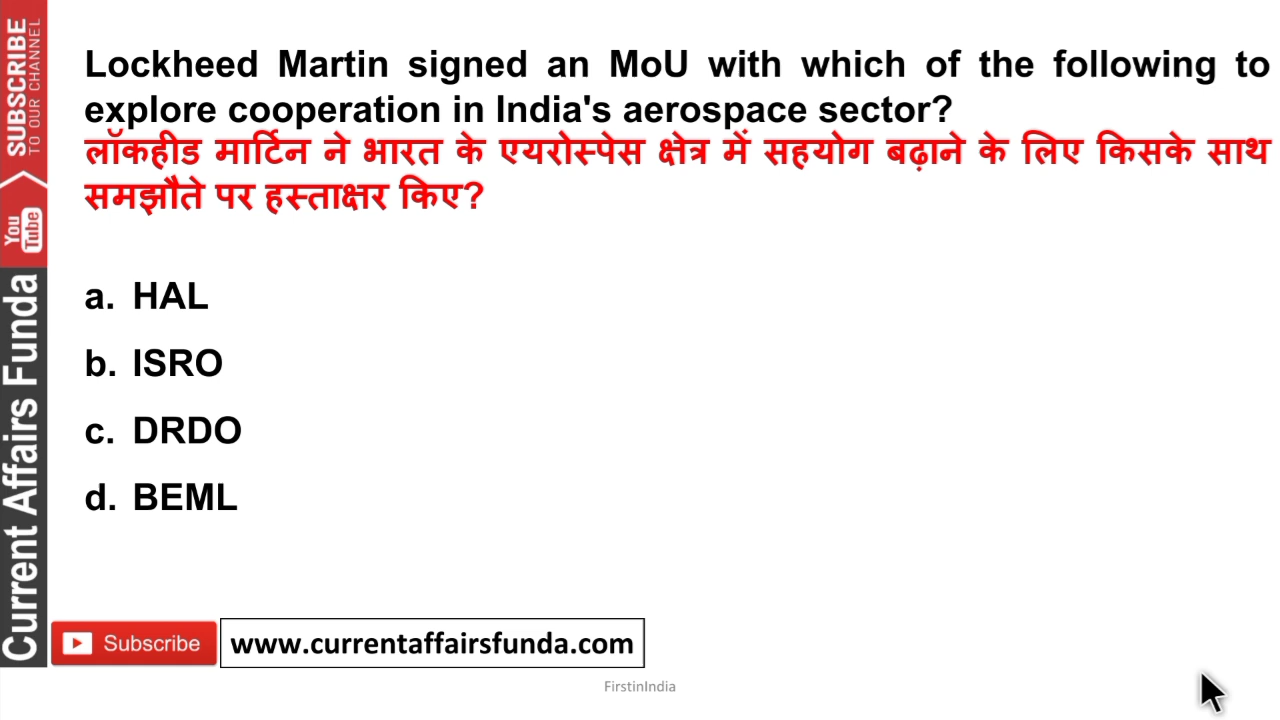 Lockheed Martin signed an MoU with which of the following to
explore cooperation in India's aerospace sector?
लॉकहीड मार्टिन ने भारत के एयरोस्पेस क्षेत्र में सहयोग बढ़ाने के लिए किसके साथ
समझौते पर हस्ताक्षर किए?
a. HAL
b. ISRO
c. DRDO
d. BEML
SUBSCRIBE
TO OUR CHANNEL
You
Tube
Current Affairs Funda
Subscribe
www.currentaffairsfunda.com
FirstinIndia